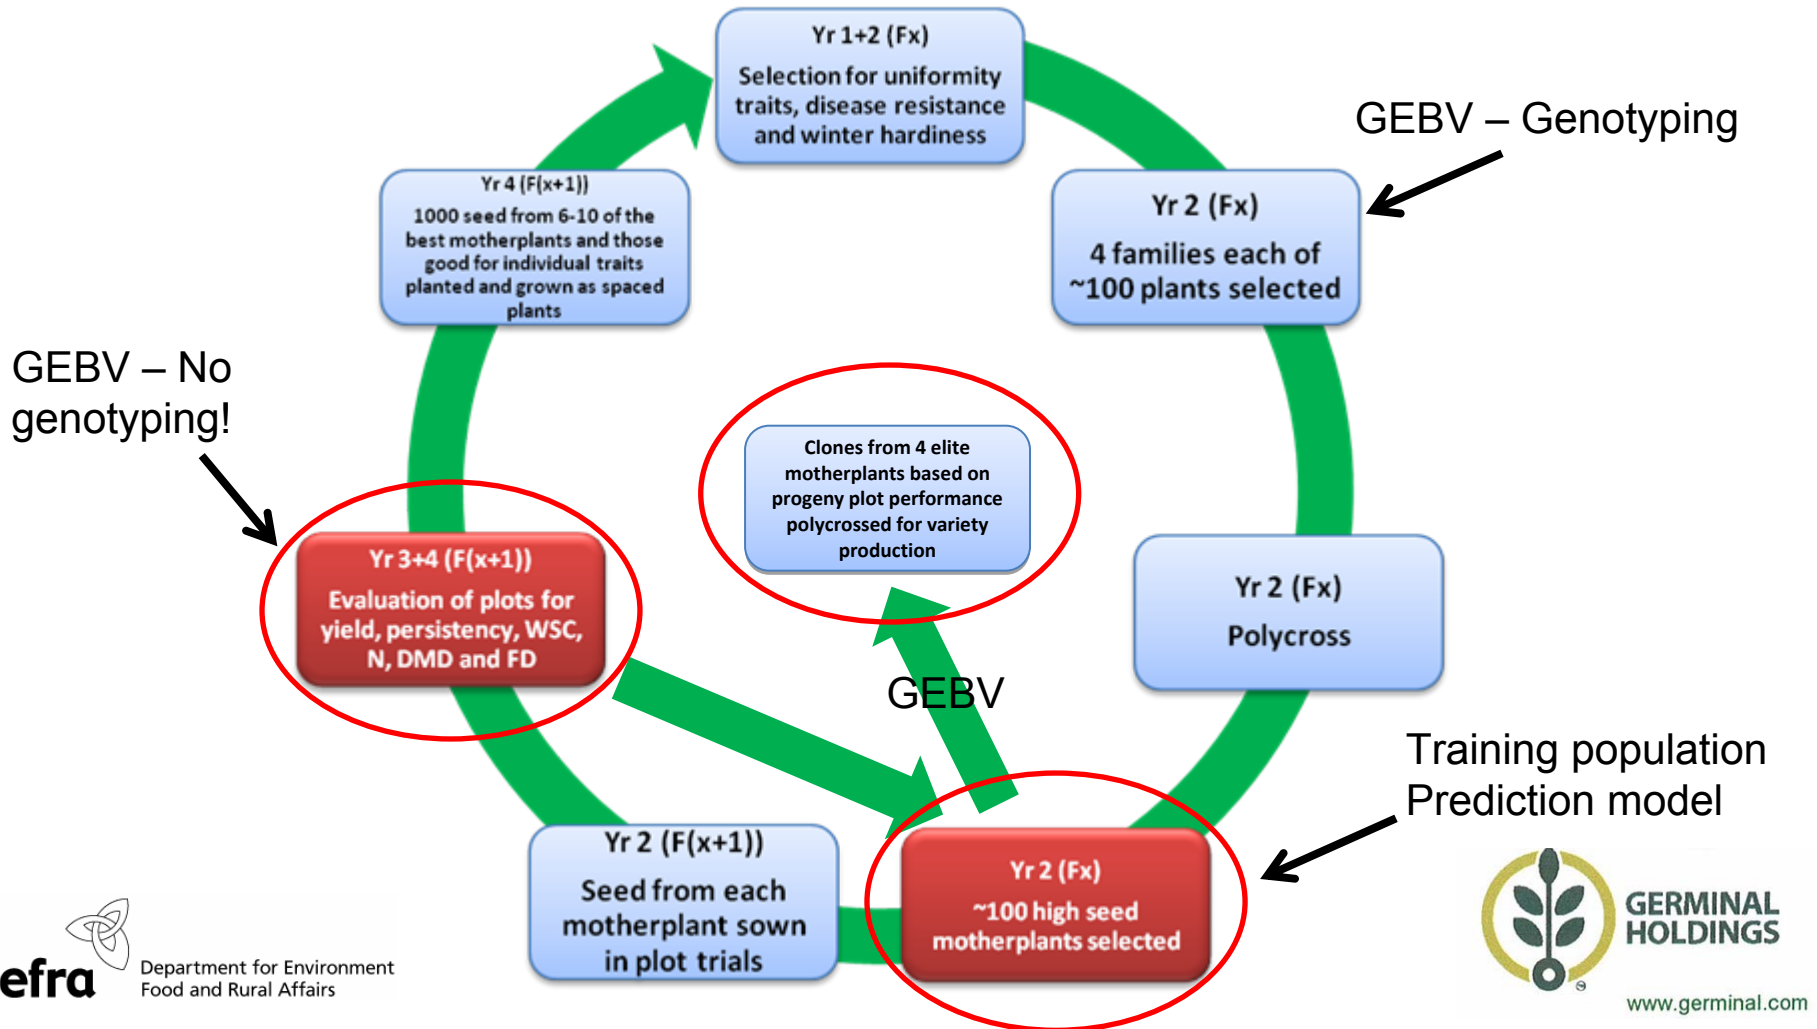 Yr 1+2 (Fx)
Selection for uniformity
traits, disease resistance
and winter hardiness
GEBV – Genotyping
Yr 2 (Fx)
4 families each of
~100 plants selected
Yr 4 (F(x+1))
1000 seed from 6-10 of the
best motherplants and those
good for individual traits
planted and grown as spaced
plants
GEBV – No
genotyping!
Clones from 4 elite
motherplants based on
progeny plot performance
polycrossed for variety
production
Yr 3+4 (F(x+1))
Evaluation of plots for
yield, persistency, WSC,
N, DMD and FD
Yr 2 (Fx)
Polycross
GEBV
Training population
Prediction model
Yr 2 (F(x+1))
Seed from each
motherplant sown
in plot trials
Yr 2 (Fx)
~100 high seed
motherplants selected
efra
Department for Environment
Food and Rural Affairs
GERMINAL
HOLDINGS
TM
www.germinal.com